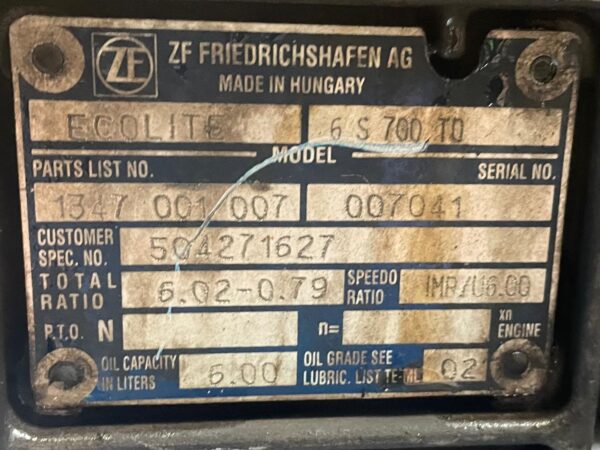 ZF ZF FRIEDRICHSHAFEN AG
MADE IN HUNGARY
ECOLITE 6 S 700 TO
MODEL
PARTS LIST NO. SERIAL NO.
1347 001 007 007041
CUSTOMER SPEC. NO. 504271627
TOTAL RATIO 6.02-0.79 SPEEDO RATIO IMP/U6.00
P.T.O. N n= xn ENGINE
OIL CAPACITY IN LITERS 6.00 OIL GRADE SEE LUBRIC. LIST TE-ML 02